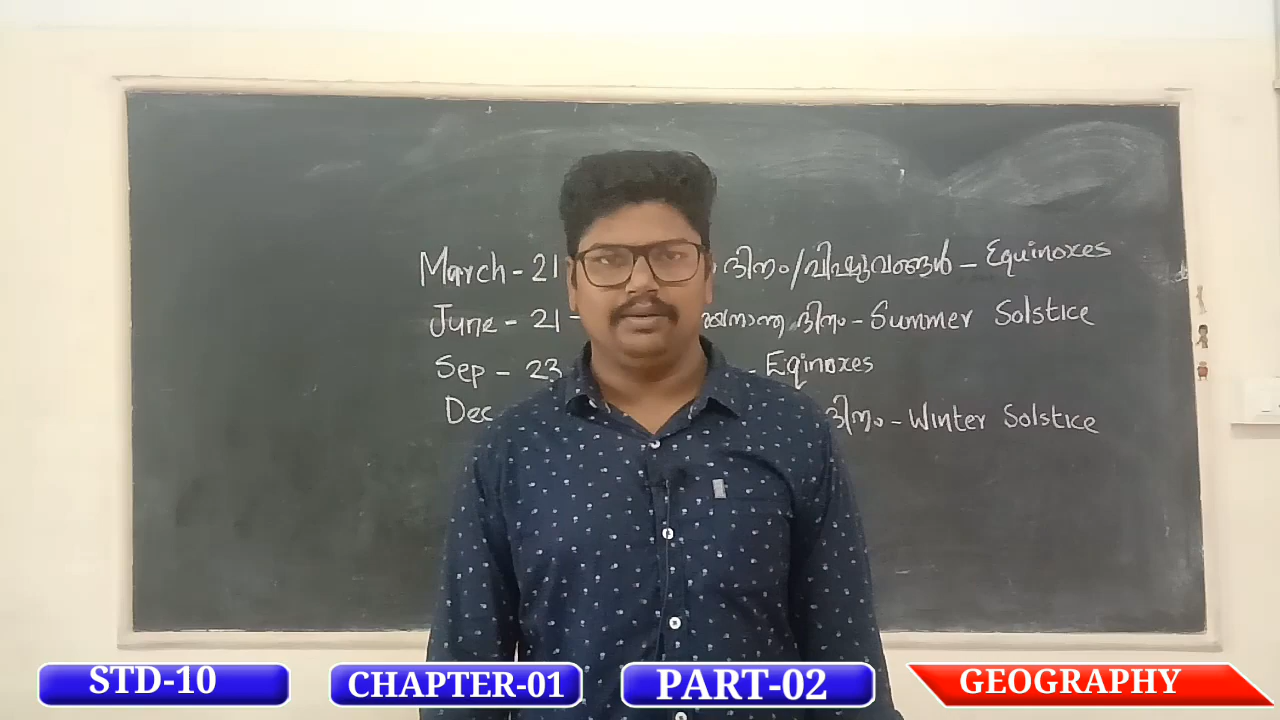 March - 21 ദിനം/വിഷുവങ്ങൾ - Equinoxes
June - 21 - യനാന്ത ദിനം - Summer Solstice
Sep - 23 - Eqinoxes
Dec ദിനം - Winter Solstice
STD-10
CHAPTER-01
PART-02
GEOGRAPHY